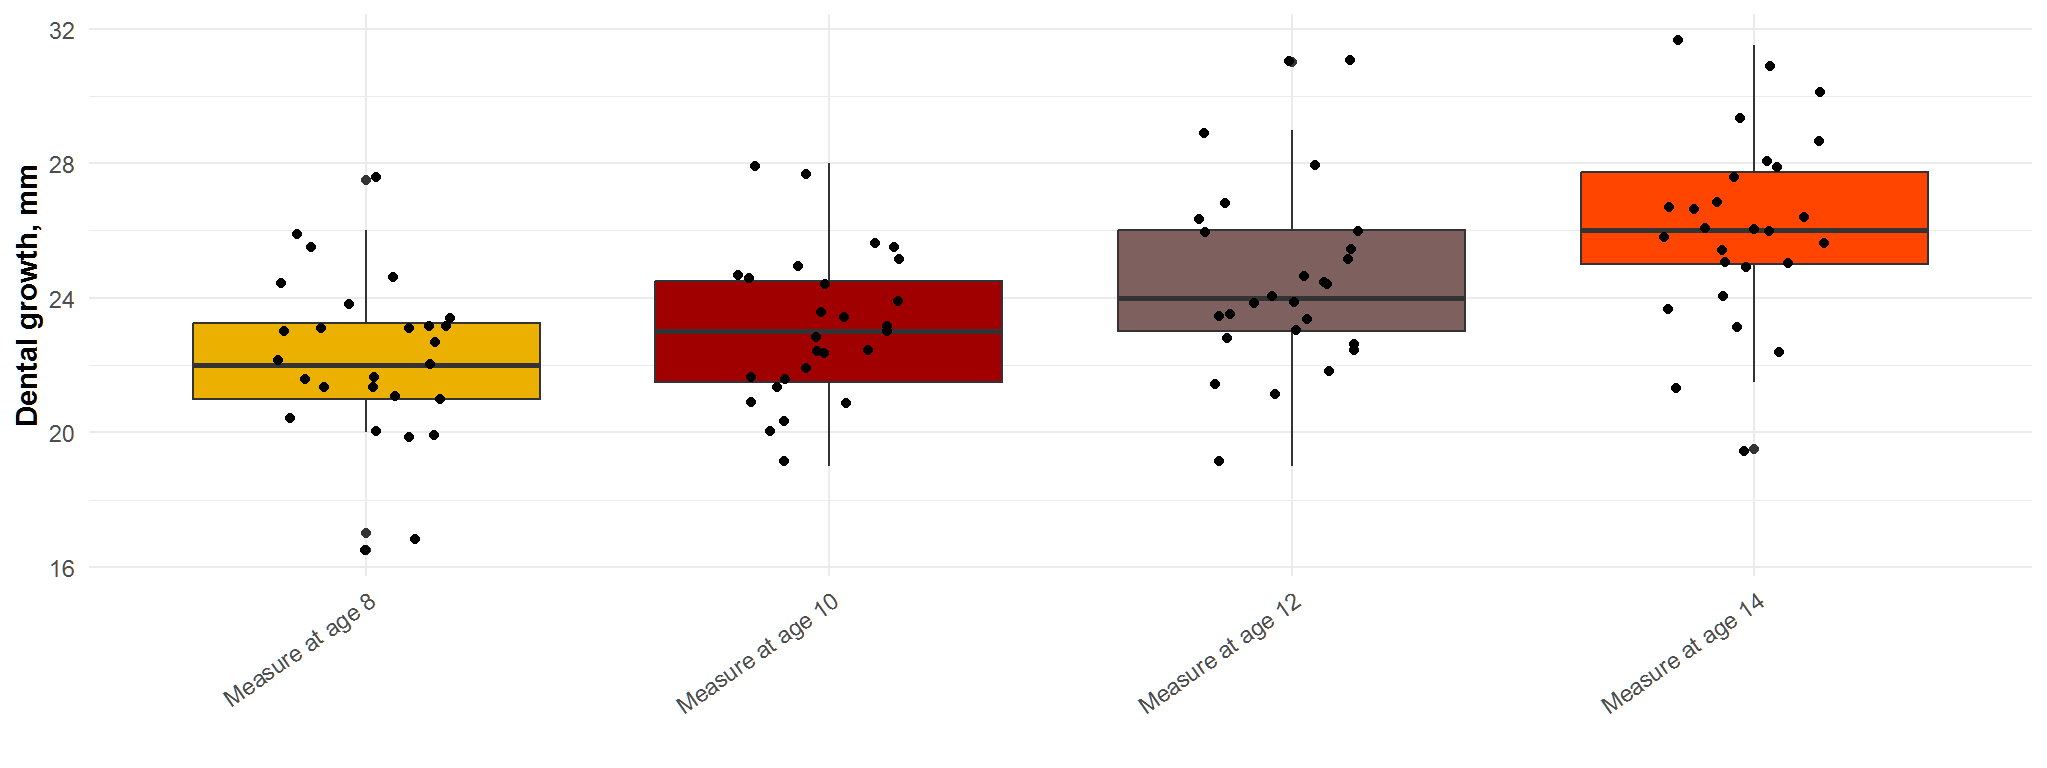 Dental growth, mm
32
28
24
20
16
Measure at age 8
Measure at age 10
Measure at age 12
Measure at age 14